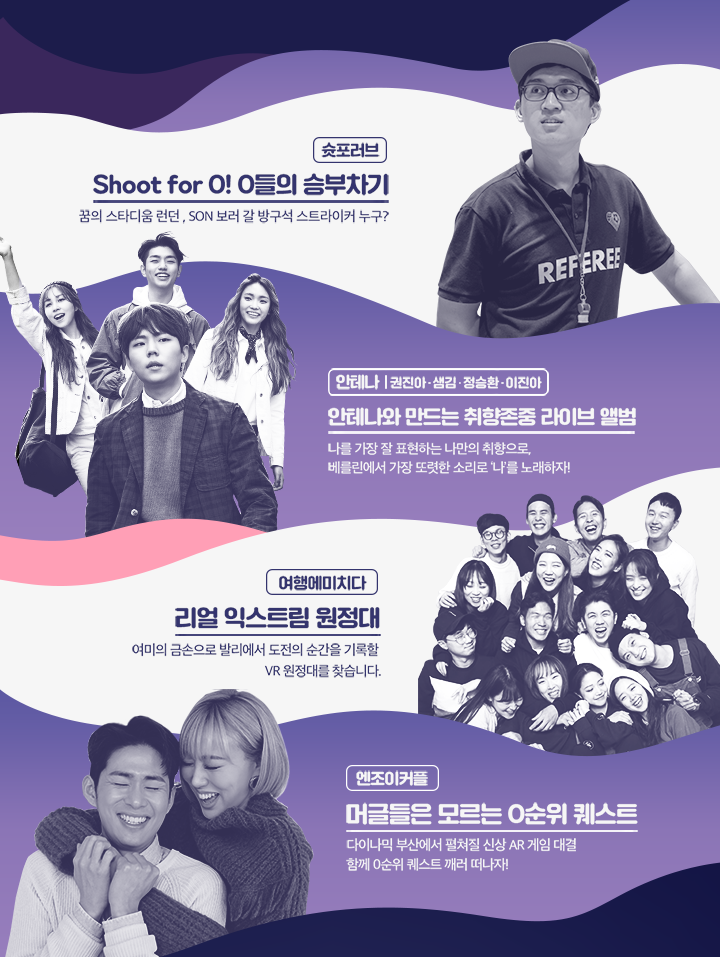 슛포러브
Shoot for 0! 0들의 승부차기
꿈의 스타디움 런던 , SON 보러 갈 방구석 스트라이커 누구?
REFEREE
안테나 | 권진아 · 샘김 · 정승환 · 이진아
안테나와 만드는 취향존중 라이브 앨범
나를 가장 잘 표현하는 나만의 취향으로,
베를린에서 가장 또렷한 소리로 '나'를 노래하자!
여행에미치다
리얼 익스트림 원정대
여미의 금손으로 발리에서 도전의 순간을 기록할
VR 원정대를 찾습니다.
엔조이커플
머글들은 모르는 0순위 퀘스트
다이나믹 부산에서 펼쳐질 신상 AR 게임 대결
함께 0순위 퀘스트 깨러 떠나자!